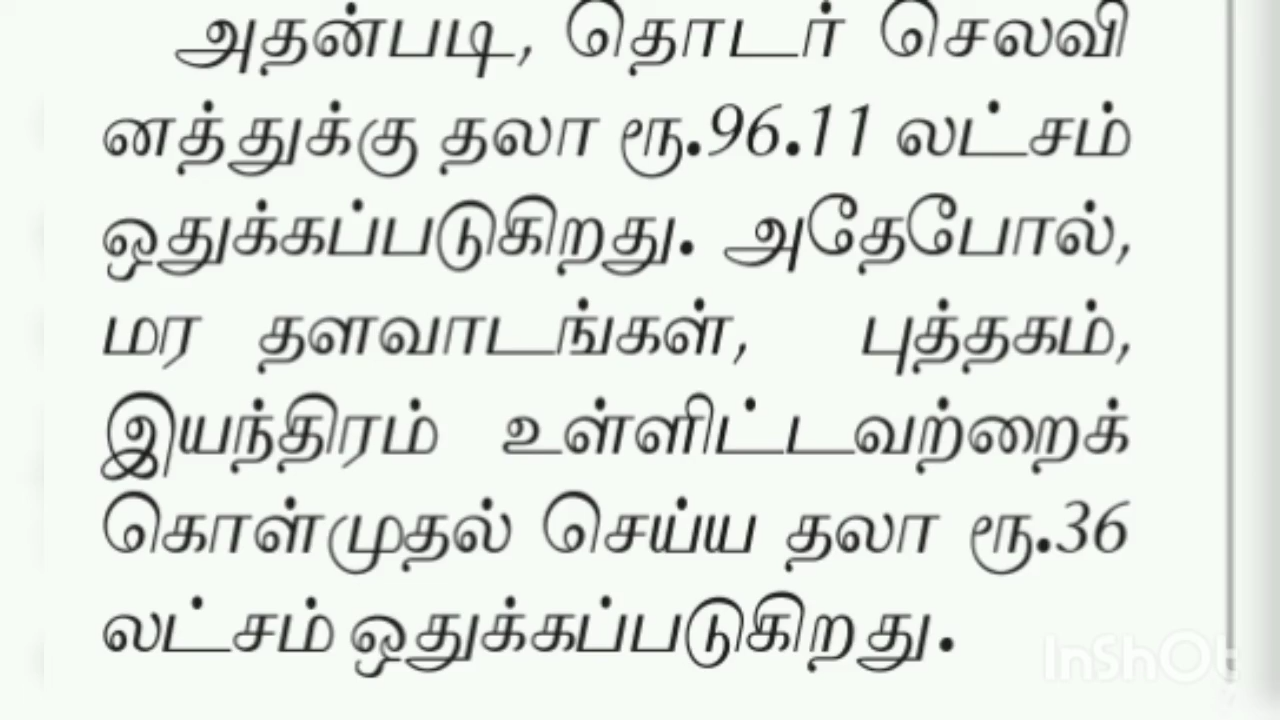 அதன்படி, தொடர் செலவி
னத்துக்கு தலா ரூ.96.11 லட்சம்
ஒதுக்கப்படுகிறது. அதேபோல்,
மர தளவாடங்கள், புத்தகம்,
இயந்திரம் உள்ளிட்டவற்றைக்
கொள்முதல் செய்ய தலா ரூ.36
லட்சம் ஒதுக்கப்படுகிறது.
InShOt